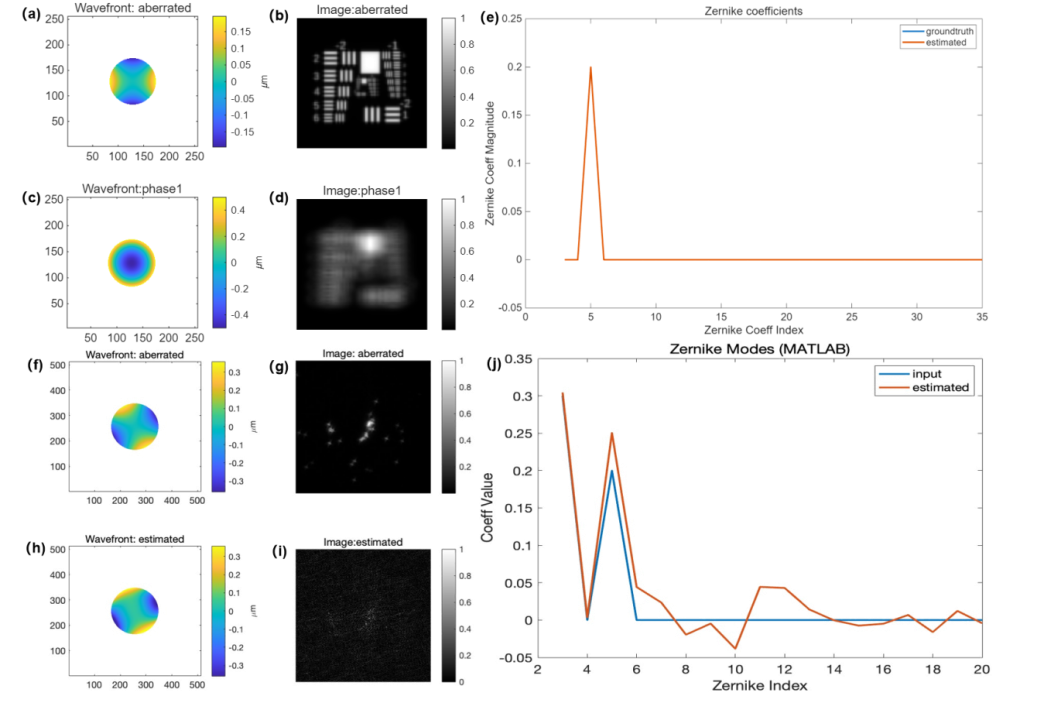 (a)
Wavefront: aberrated
250
200
150
100
50
50 100 150 200 250
0.15
0.1
0.05
0
-0.05
-0.1
-0.15
μm
(b)
Image:aberrated
-2 -1
2
3
4
5
6
-2
1
1
0.8
0.6
0.4
0.2
(c)
Wavefront:phase1
250
200
150
100
50
50 100 150 200 250
0.4
0.2
0
-0.2
-0.4
μm
(d)
Image:phase1
1
0.8
0.6
0.4
0.2
(e)
Zernike coefficients
groundtruth
estimated
Zernike Coeff Magnitude
0.25
0.2
0.15
0.1
0.05
0
-0.05
0 5 10 15 20 25 30 35
Zernike Coeff Index
(f)
Wavefront: aberrated
500
400
300
200
100
100 200 300 400 500
0.3
0.2
0.1
0
-0.1
-0.2
-0.3
μm
(g)
Image: aberrated
1
0.8
0.6
0.4
0.2
(h)
Wavefront: estimated
500
400
300
200
100
100 200 300 400 500
0.3
0.2
0.1
0
-0.1
-0.2
-0.3
μm
(i)
Image:estimated
1
0.8
0.6
0.4
0.2
0
(j)
Zernike Modes (MATLAB)
input
estimated
Coeff Value
0.35
0.3
0.25
0.2
0.15
0.1
0.05
0
-0.05
2 4 6 8 10 12 14 16 18 20
Zernike Index